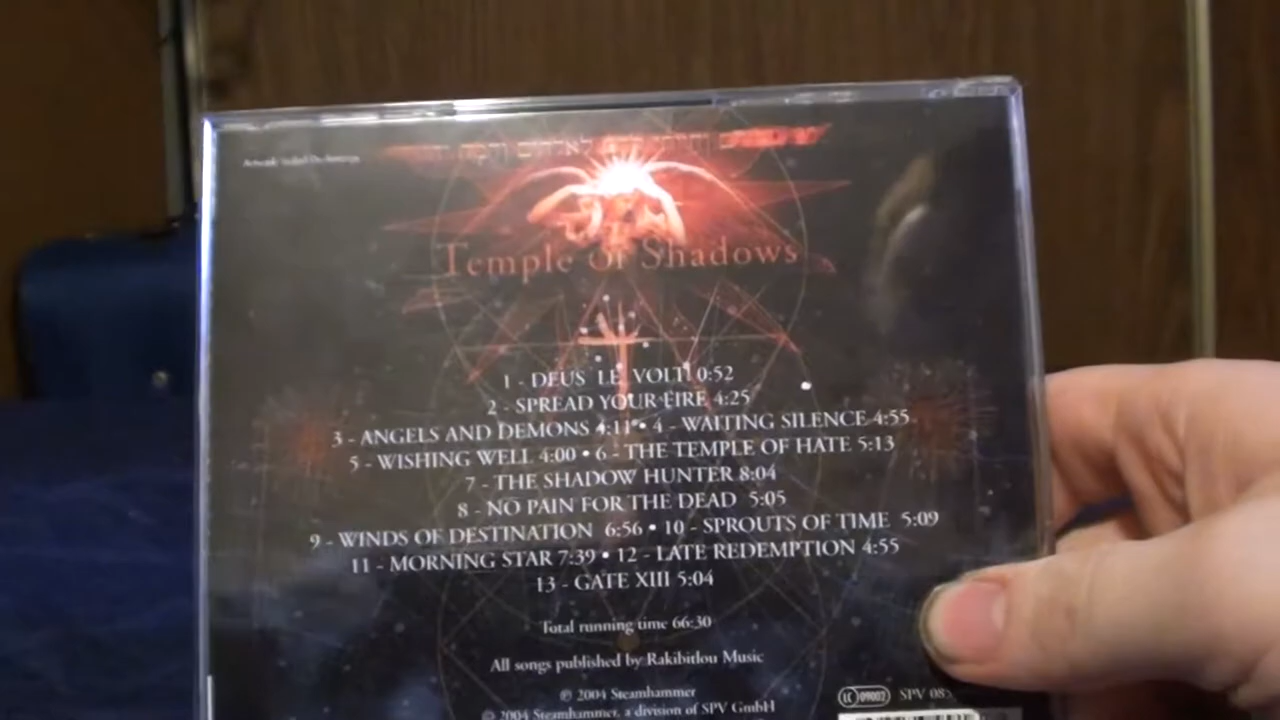 לאלהים
Temple of Shadows
1 - DEUS LE VOLT! 0:52
2 - SPREAD YOUR FIRE 4:25
3 - ANGELS AND DEMONS 4:11 • 4 - WAITING SILENCE 4:55
5 - WISHING WELL 4:00 • 6 - THE TEMPLE OF HATE 5:13
7 - THE SHADOW HUNTER 8:04
8 - NO PAIN FOR THE DEAD 5:05
9 - WINDS OF DESTINATION 6:56 • 10 - SPROUTS OF TIME 5:09
11 - MORNING STAR 7:39 • 12 - LATE REDEMPTION 4:55
13 - GATE XIII 5:04
Total running time 66:30
All songs published by Rakibitlou Music
℗ 2004 Steamhammer
© 2004 Steamhammer, a division of SPV GmbH
LC 09002 SPV